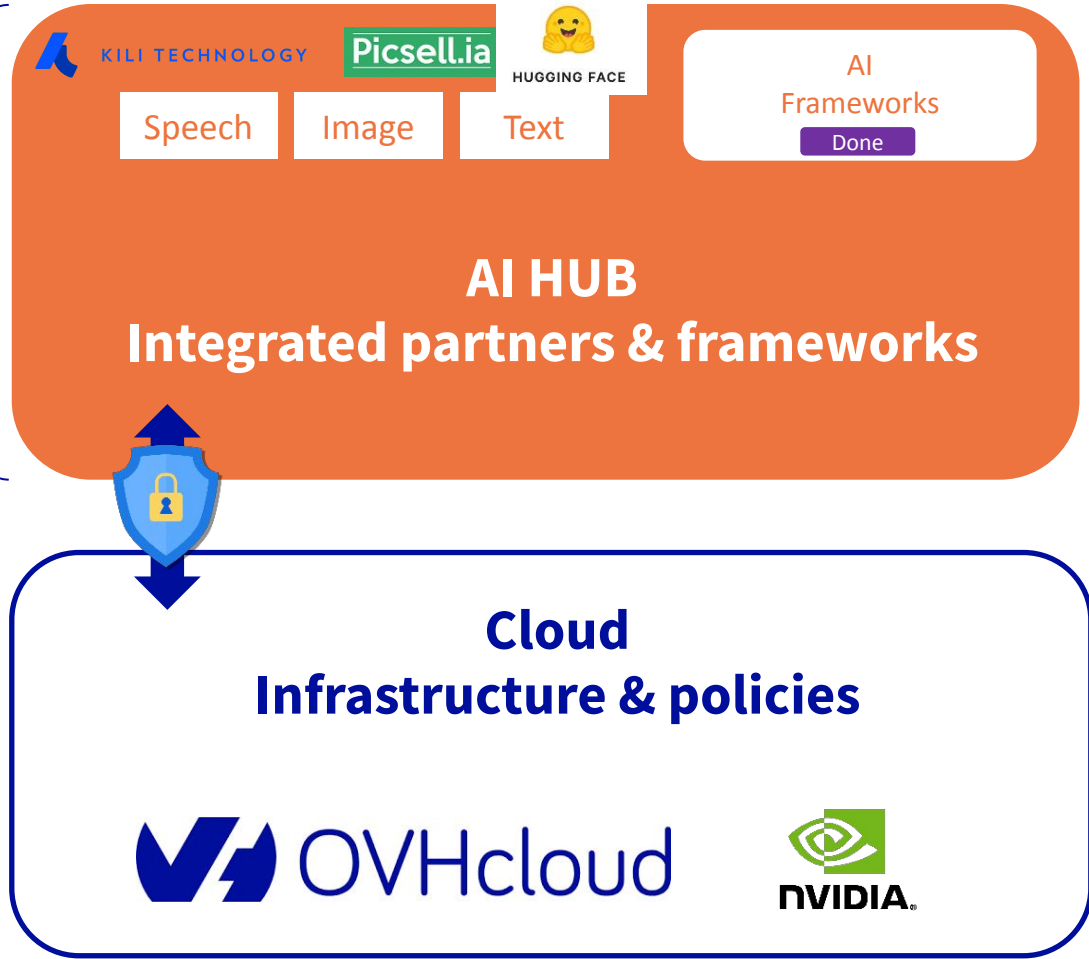 KILI TECHNOLOGY
Picsell.ia
HUGGING FACE
Speech
Image
Text
AI
Frameworks
Done
AI HUB
Integrated partners & frameworks
Cloud
Infrastructure & policies
OVHcloud
NVIDIA.